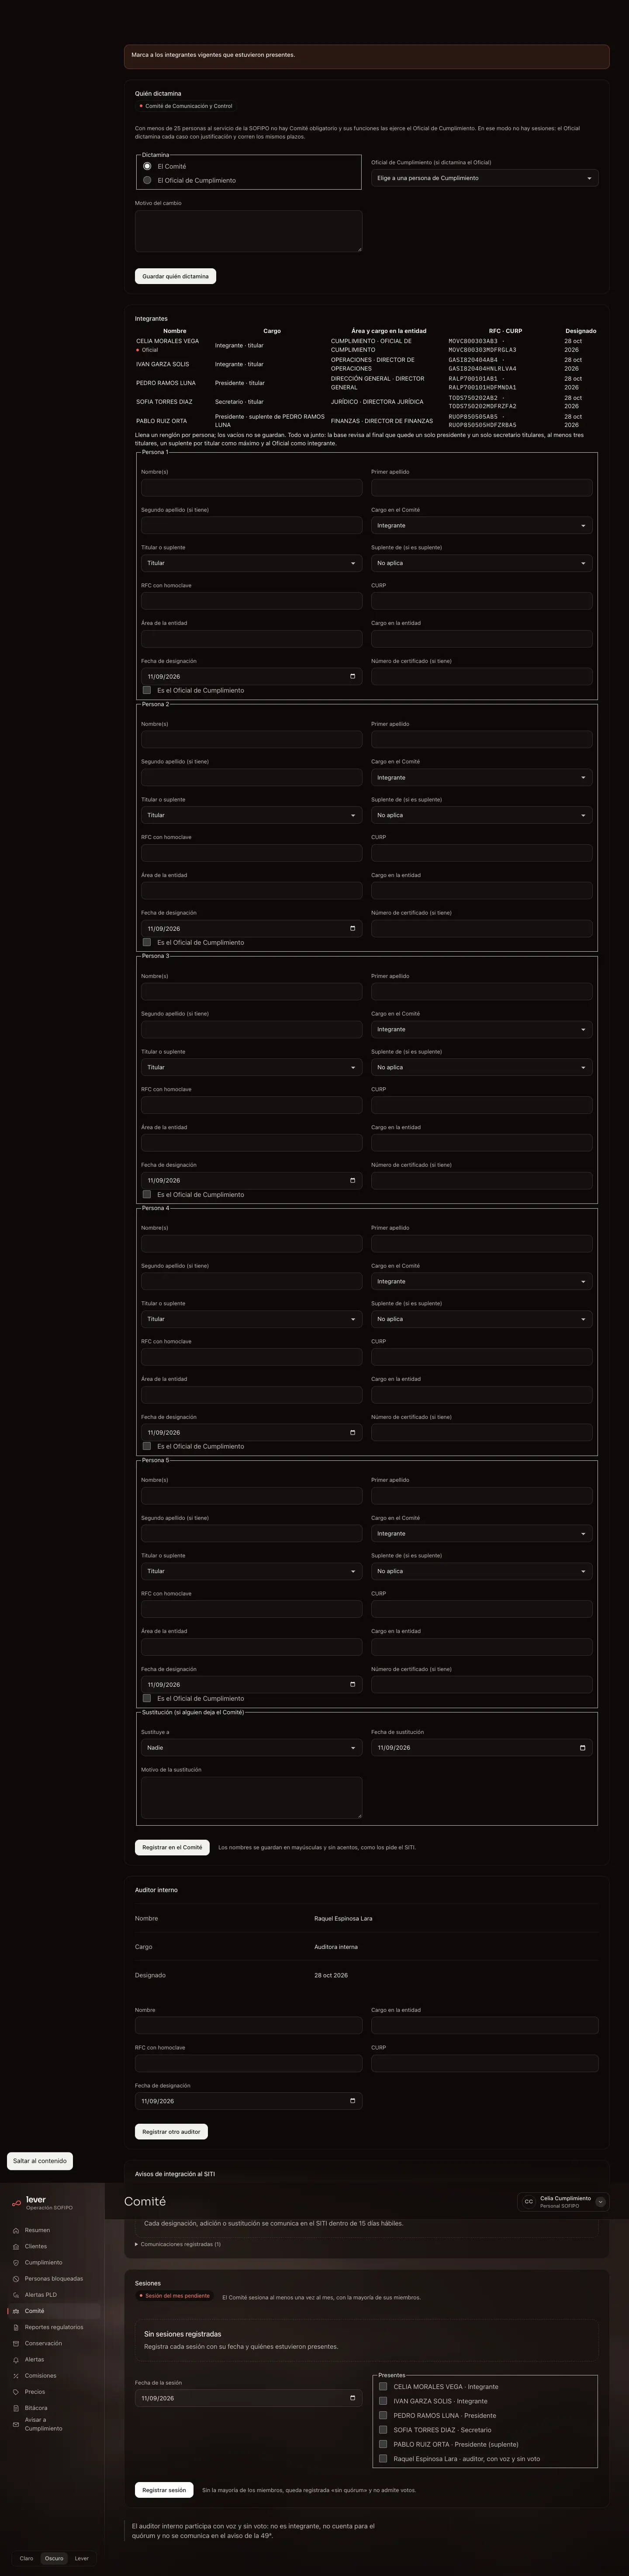 Marca a los integrantes vigentes que estuvieron presentes.
Quién dictamina
Comité de Comunicación y Control
Con menos de 25 personas al servicio de la SOFIPO no hay Comité obligatorio y sus funciones las ejerce el Oficial de Cumplimiento. En ese modo no hay sesiones: el Oficial
dictamina cada caso con justificación y corren los mismos plazos.
Dictamina
El Comité
El Oficial de Cumplimiento
Oficial de Cumplimiento (si dictamina el Oficial)
Elige a una persona de Cumplimiento
Motivo del cambio
Guardar quién dictamina
Integrantes
Nombre Cargo Área y cargo en la entidad RFC · CURP Designado
CELIA MORALES VEGA
Oficial
Integrante · titular
CUMPLIMIENTO · OFICIAL DE
CUMPLIMIENTO
MOVC800303AB3 ·
MOVC800303MDFRGLA3
28 oct
2026
IVAN GARZA SOLIS
Integrante · titular
OPERACIONES · DIRECTOR DE
OPERACIONES
GASI820404AB4 ·
GASI820404HNLRLVA4
28 oct
2026
PEDRO RAMOS LUNA
Presidente · titular
DIRECCIÓN GENERAL · DIRECTOR
GENERAL
RALP700101AB1 ·
RALP700101HDFMNDA1
28 oct
2026
SOFIA TORRES DIAZ
Secretario · titular
JURÍDICO · DIRECTORA JURÍDICA
TODS750202AB2 ·
TODS750202MDFRZFA2
28 oct
2026
PABLO RUIZ ORTA
Presidente · suplente de PEDRO RAMOS
LUNA
FINANZAS · DIRECTOR DE FINANZAS
RUOP850505AB5 ·
RUOP850505HDFZRBA5
28 oct
2026
Llena un renglón por persona; los vacíos no se guardan. Todo va junto: la base revisa al final que quede un solo presidente y un solo secretario titulares, al menos tres
titulares, un suplente por titular como máximo y al Oficial como integrante.
Persona 1
Nombre(s)
Primer apellido
Segundo apellido (si tiene)
Cargo en el Comité
Integrante
Titular o suplente
Titular
Suplente de (si es suplente)
No aplica
RFC con homoclave
CURP
Área de la entidad
Cargo en la entidad
Fecha de designación
11/09/2026
Número de certificado (si tiene)
Es el Oficial de Cumplimiento
Persona 2
Nombre(s)
Primer apellido
Segundo apellido (si tiene)
Cargo en el Comité
Integrante
Titular o suplente
Titular
Suplente de (si es suplente)
No aplica
RFC con homoclave
CURP
Área de la entidad
Cargo en la entidad
Fecha de designación
11/09/2026
Número de certificado (si tiene)
Es el Oficial de Cumplimiento
Persona 3
Nombre(s)
Primer apellido
Segundo apellido (si tiene)
Cargo en el Comité
Integrante
Titular o suplente
Titular
Suplente de (si es suplente)
No aplica
RFC con homoclave
CURP
Área de la entidad
Cargo en la entidad
Fecha de designación
11/09/2026
Número de certificado (si tiene)
Es el Oficial de Cumplimiento
Persona 4
Nombre(s)
Primer apellido
Segundo apellido (si tiene)
Cargo en el Comité
Integrante
Titular o suplente
Titular
Suplente de (si es suplente)
No aplica
RFC con homoclave
CURP
Área de la entidad
Cargo en la entidad
Fecha de designación
11/09/2026
Número de certificado (si tiene)
Es el Oficial de Cumplimiento
Persona 5
Nombre(s)
Primer apellido
Segundo apellido (si tiene)
Cargo en el Comité
Integrante
Titular o suplente
Titular
Suplente de (si es suplente)
No aplica
RFC con homoclave
CURP
Área de la entidad
Cargo en la entidad
Fecha de designación
11/09/2026
Número de certificado (si tiene)
Es el Oficial de Cumplimiento
Sustitución (si alguien deja el Comité)
Sustituye a
Nadie
Fecha de sustitución
11/09/2026
Motivo de la sustitución
Registrar en el Comité
Los nombres se guardan en mayúsculas y sin acentos, como los pide el SITI.
Auditor interno
Nombre Raquel Espinosa Lara
Cargo Auditora interna
Designado 28 oct 2026
Nombre
Cargo en la entidad
RFC con homoclave
CURP
Fecha de designación
11/09/2026
Registrar otro auditor
Saltar al contenido
Avisos de integración al SITI
lever
Operación SOFIPO
Comité
CC
Celia Cumplimiento
Personal SOFIPO
Resumen
Clientes
Cumplimiento
Personas bloqueadas
Alertas PLD
Comité
Reportes regulatorios
Conservación
Alertas
Comisiones
Precios
Bitácora
Avisar a
Cumplimiento
Claro Oscuro Lever
Cada designación, adición o sustitución se comunica en el SITI dentro de 15 días hábiles.
Comunicaciones registradas (1)
Sesiones
Sesión del mes pendiente
El Comité sesiona al menos una vez al mes, con la mayoría de sus miembros.
Sin sesiones registradas
Registra cada sesión con su fecha y quiénes estuvieron presentes.
Fecha de la sesión
11/09/2026
Presentes
CELIA MORALES VEGA · Integrante
IVAN GARZA SOLIS · Integrante
PEDRO RAMOS LUNA · Presidente
SOFIA TORRES DIAZ · Secretario
PABLO RUIZ ORTA · Presidente (suplente)
Raquel Espinosa Lara · auditor, con voz y sin voto
Registrar sesión
Sin la mayoría de los miembros, queda registrada «sin quórum» y no admite votos.
El auditor interno participa con voz y sin voto: no es integrante, no cuenta para el
quórum y no se comunica en el aviso de la 49ª.